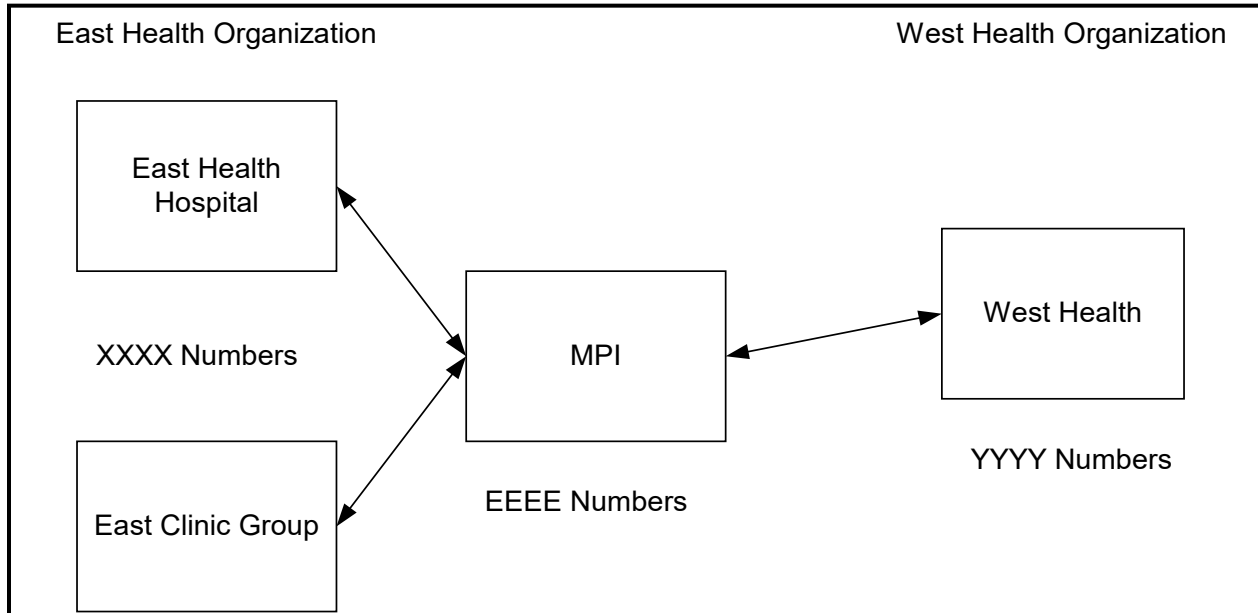 East Health Organization
West Health Organization
East Health
Hospital
West Health
XXXX Numbers
MPI
YYYY Numbers
EEEE Numbers
East Clinic Group